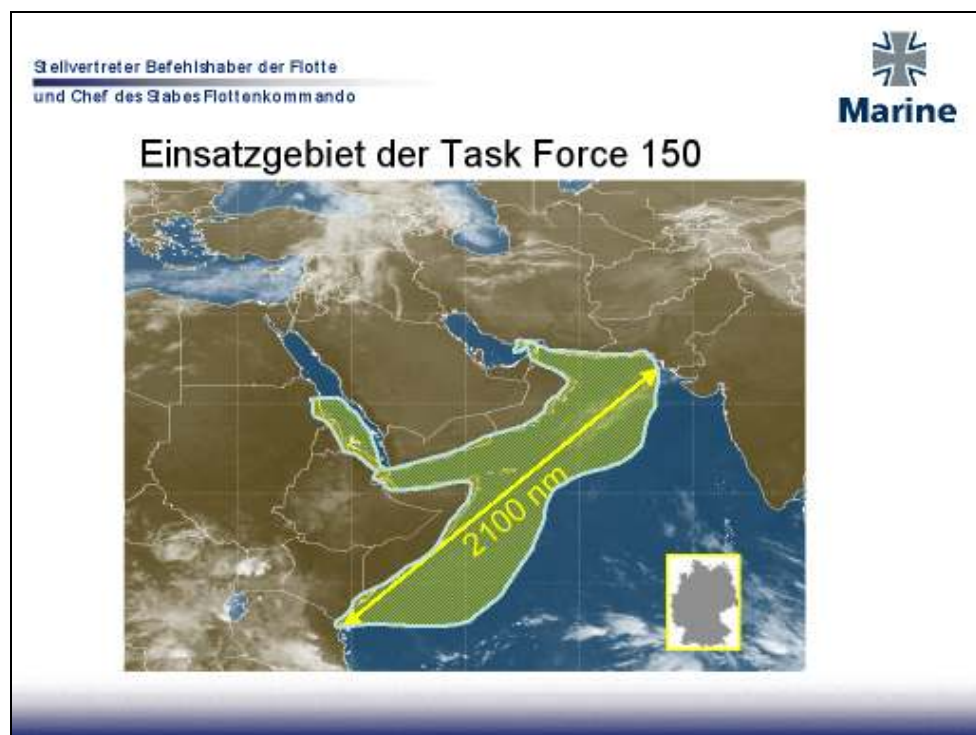 Stellvertreter Befehlshaber der Flotte
und Chef des Stabes Flottenkommando
Marine
Einsatzgebiet der Task Force 150
2100 nm